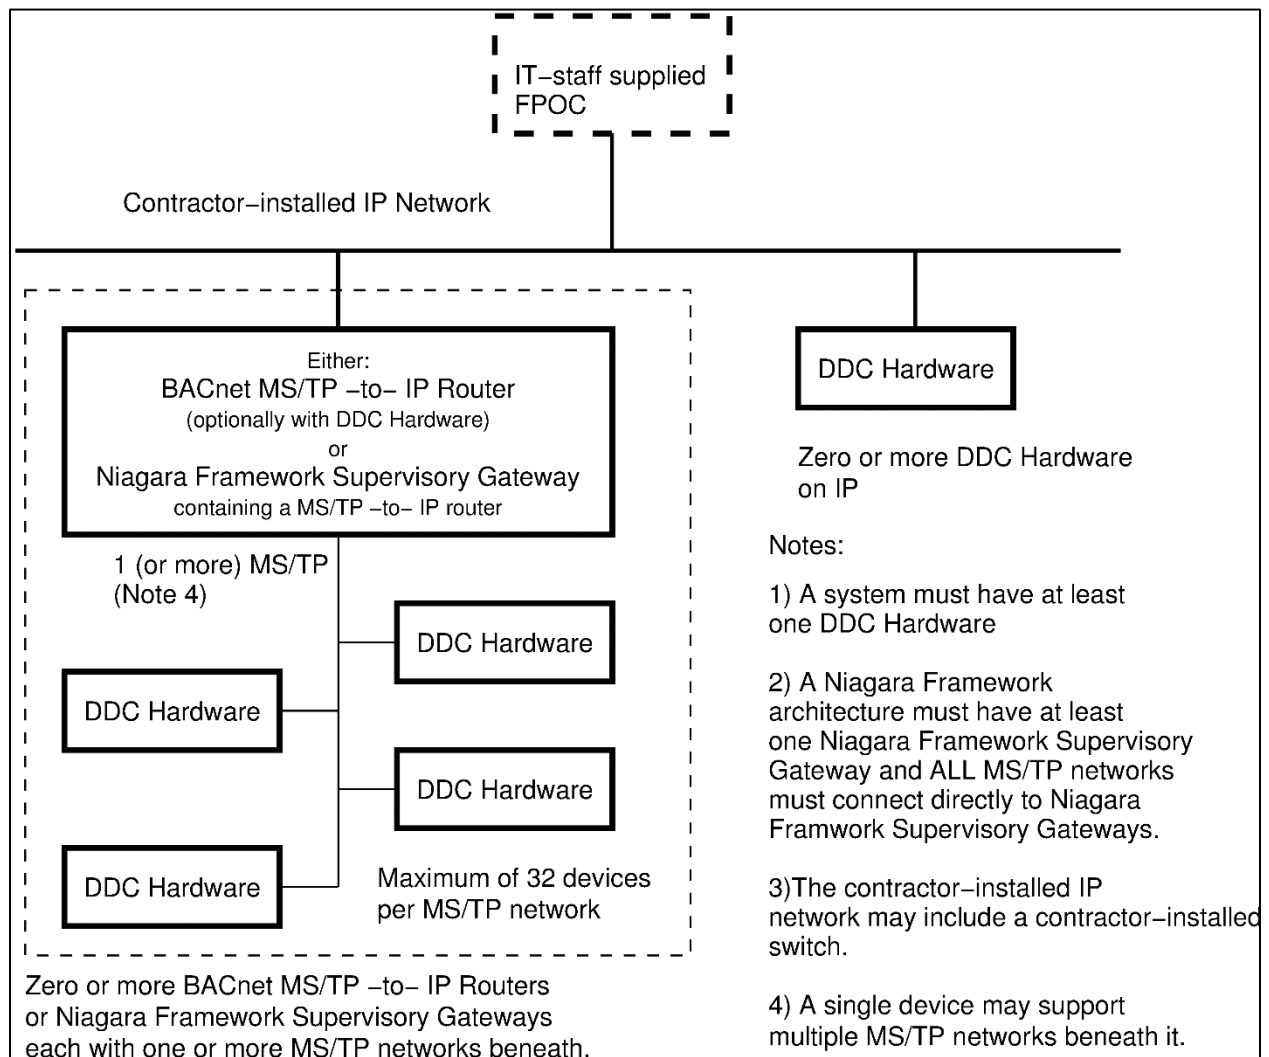 IT−staff supplied
FPOC
Contractor−installed IP Network
Either:
BACnet MS/TP −to− IP Router
(optionally with DDC Hardware)
or
Niagara Framework Supervisory Gateway
containing a MS/TP −to− IP router
1 (or more) MS/TP
(Note 4)
DDC Hardware
DDC Hardware
DDC Hardware
DDC Hardware
Maximum of 32 devices
per MS/TP network
Zero or more BACnet MS/TP −to− IP Routers
or Niagara Framework Supervisory Gateways
each with one or more MS/TP networks beneath.
DDC Hardware
Zero or more DDC Hardware
on IP
Notes:
1) A system must have at least
one DDC Hardware
2) A Niagara Framework
architecture must have at least
one Niagara Framework Supervisory
Gateway and ALL MS/TP networks
must connect directly to Niagara
Framwork Supervisory Gateways.
3)The contractor−installed IP
network may include a contractor−installed
switch.
4) A single device may support
multiple MS/TP networks beneath it.